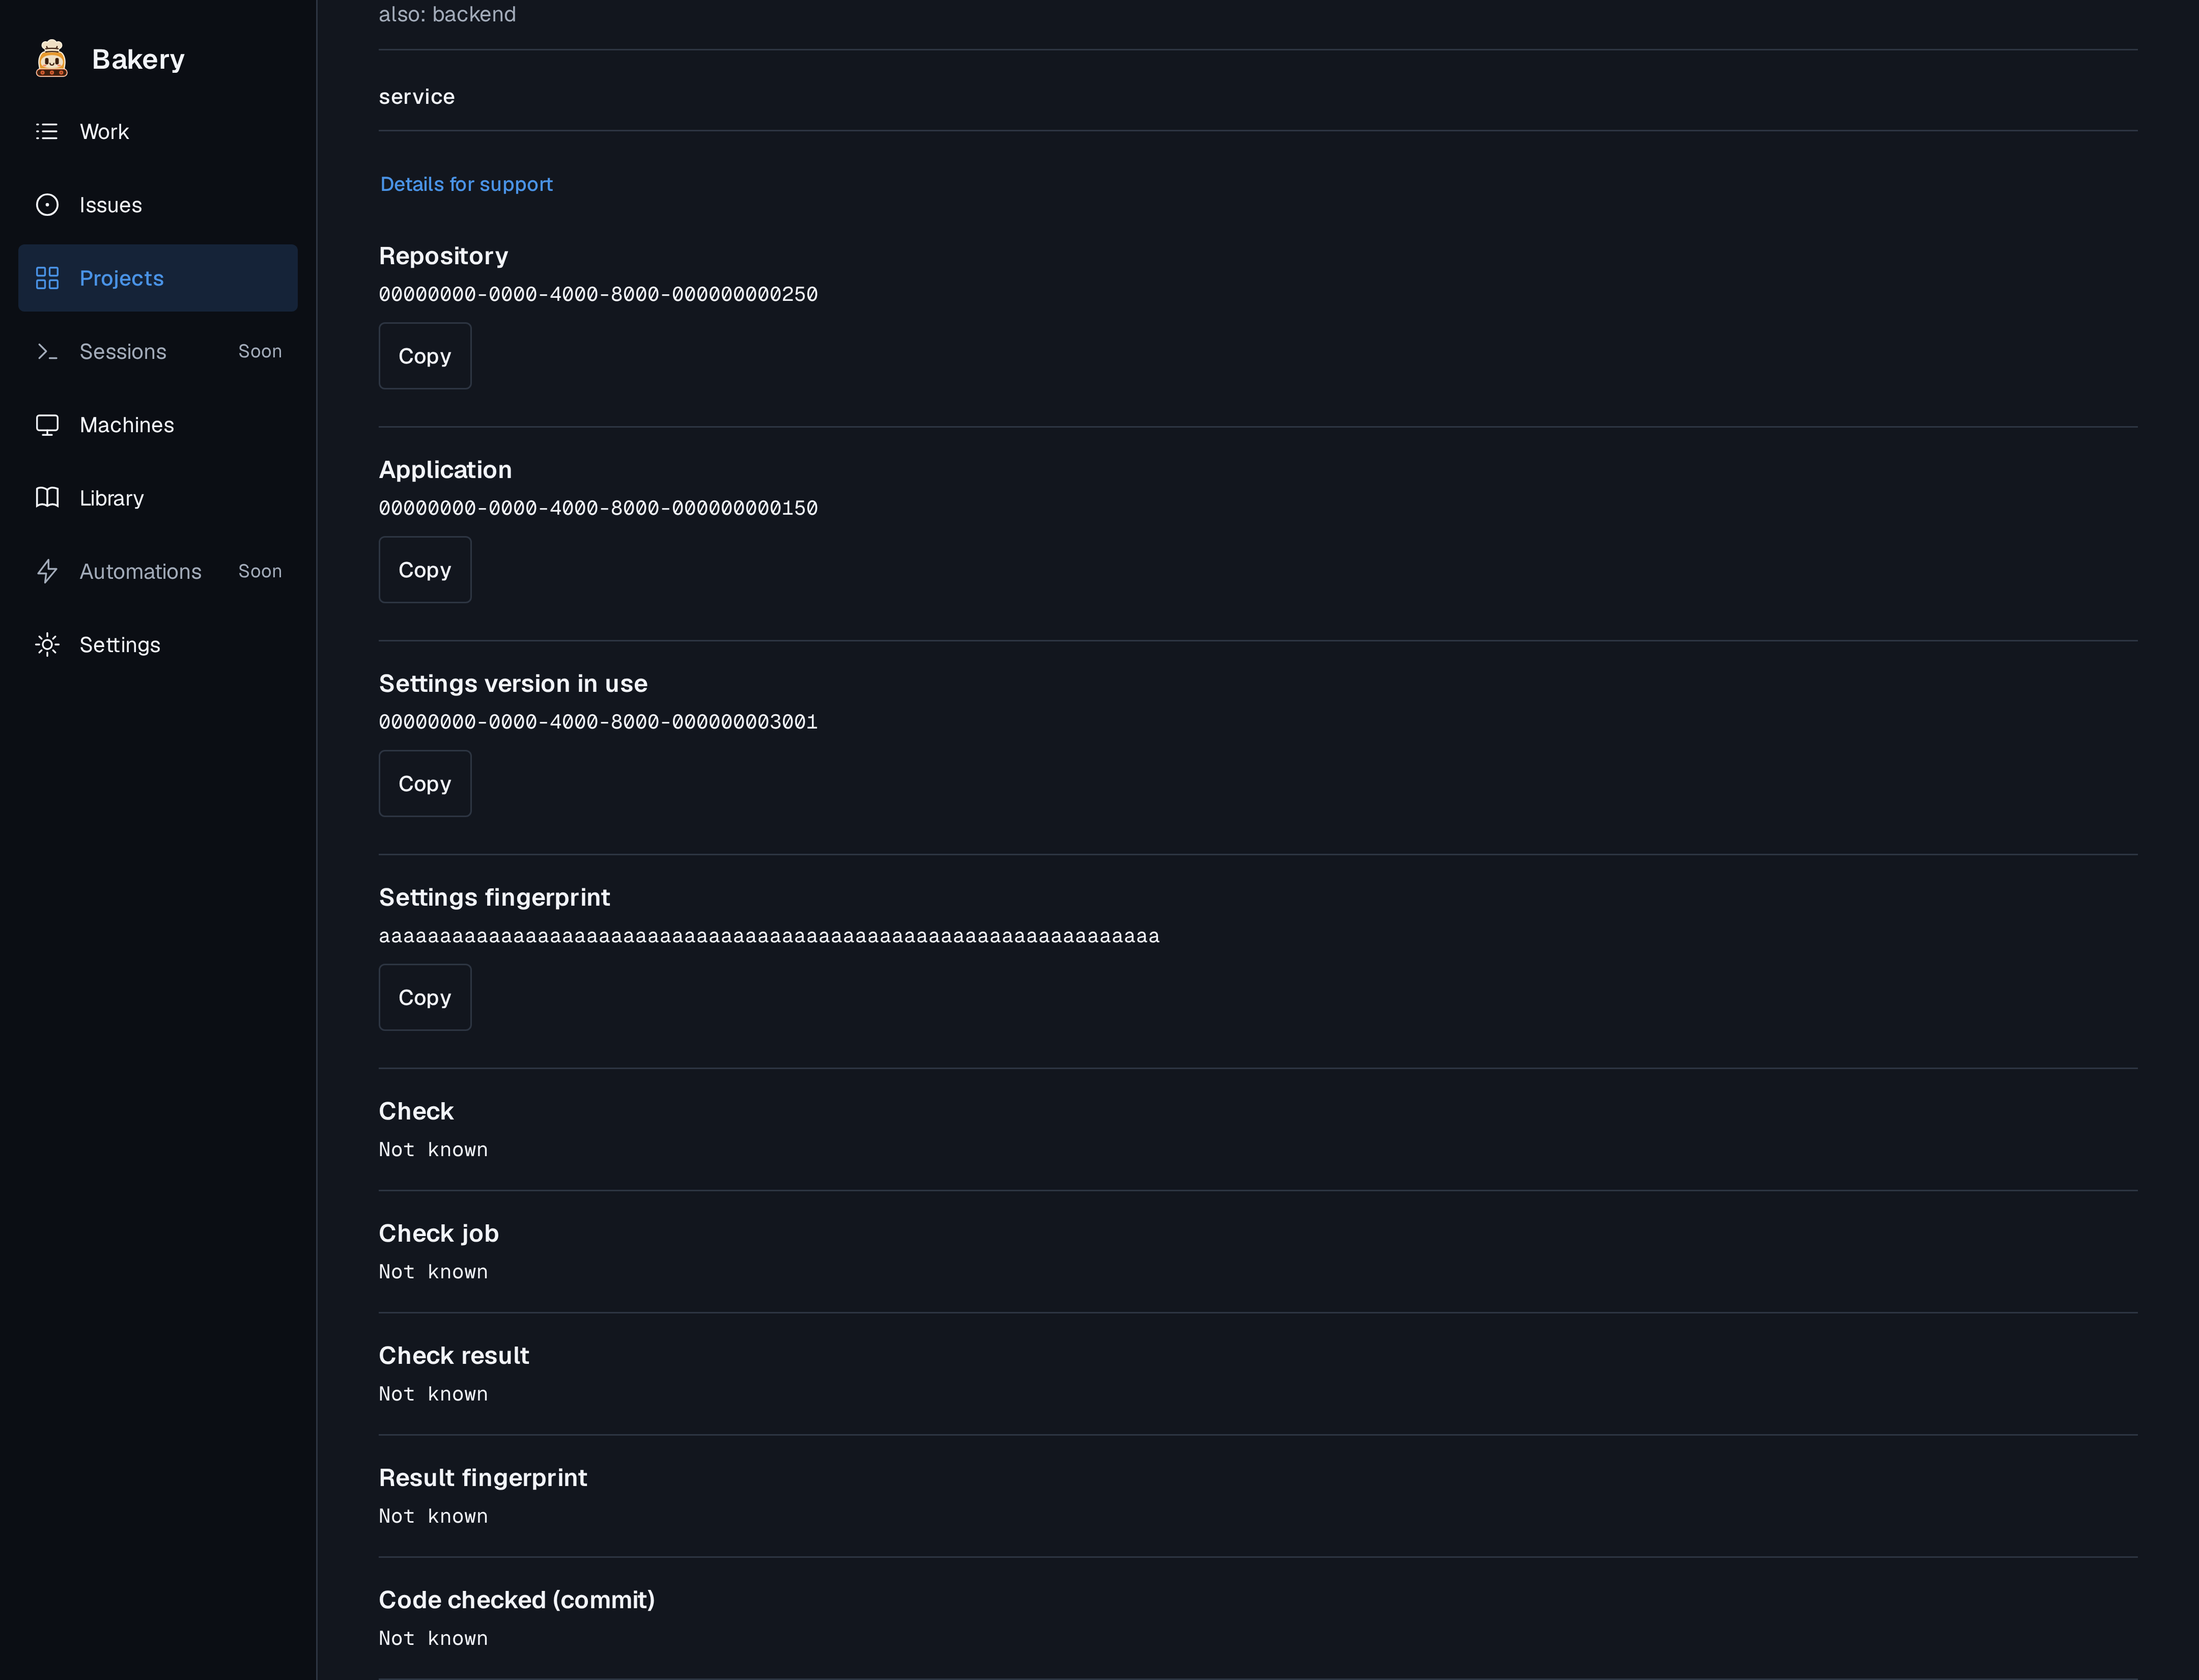 Bakery
Work
Issues
Projects
Sessions Soon
Machines
Library
Automations Soon
Settings
also: backend
service
Details for support
Repository
00000000-0000-4000-8000-000000000250
Copy
Application
00000000-0000-4000-8000-000000000150
Copy
Settings version in use
00000000-0000-4000-8000-000000003001
Copy
Settings fingerprint
aaaaaaaaaaaaaaaaaaaaaaaaaaaaaaaaaaaaaaaaaaaaaaaaaaaaaaaaaaaaaaaa
Copy
Check
Not known
Check job
Not known
Check result
Not known
Result fingerprint
Not known
Code checked (commit)
Not known